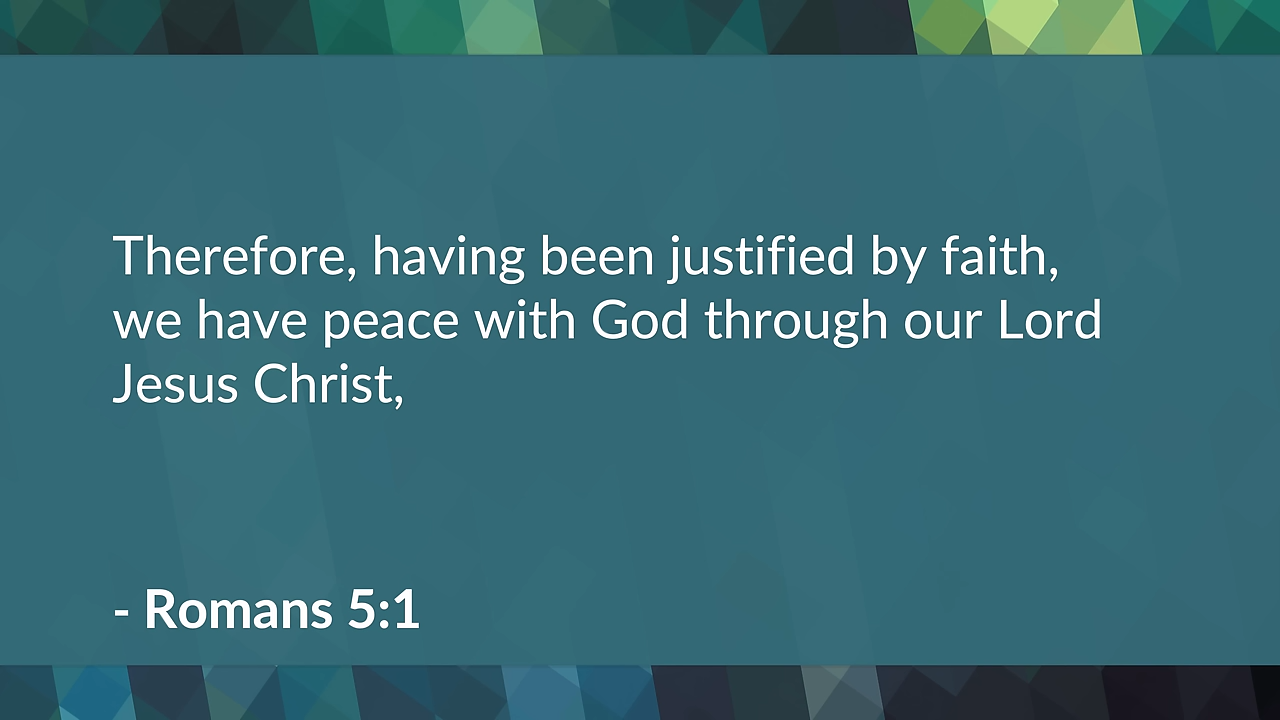 Therefore, having been justified by faith,
we have peace with God through our Lord
Jesus Christ,
- Romans 5:1